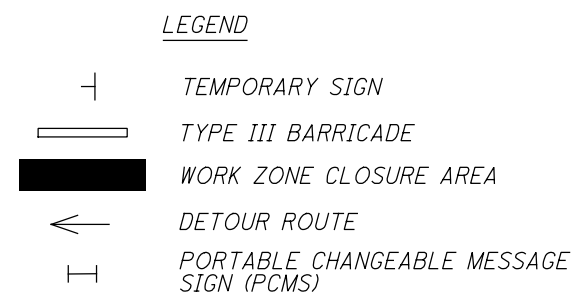 LEGEND
TEMPORARY SIGN
TYPE III BARRICADE
WORK ZONE CLOSURE AREA
DETOUR ROUTE
PORTABLE CHANGEABLE MESSAGE
SIGN (PCMS)